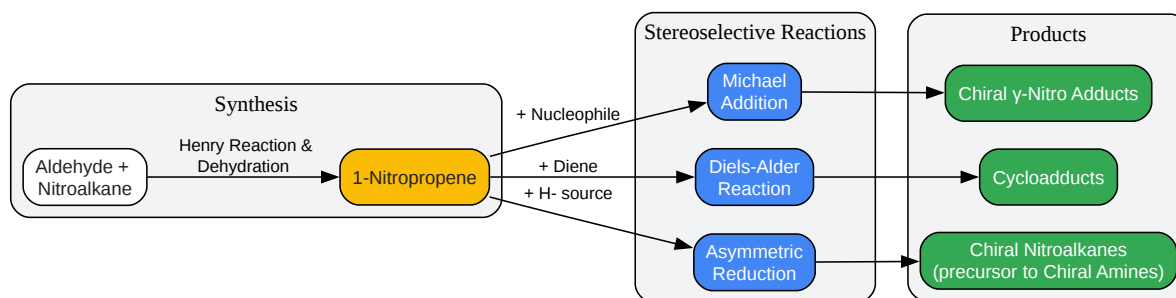 Synthesis
Aldehyde +
Nitroalkane
Henry Reaction &
Dehydration
1-Nitropropene
+ Nucleophile
+ Diene
+ H- source
Stereoselective Reactions
Michael
Addition
Diels-Alder
Reaction
Asymmetric
Reduction
Products
Chiral γ-Nitro Adducts
Cycloadducts
Chiral Nitroalkanes
(precursor to Chiral Amines)